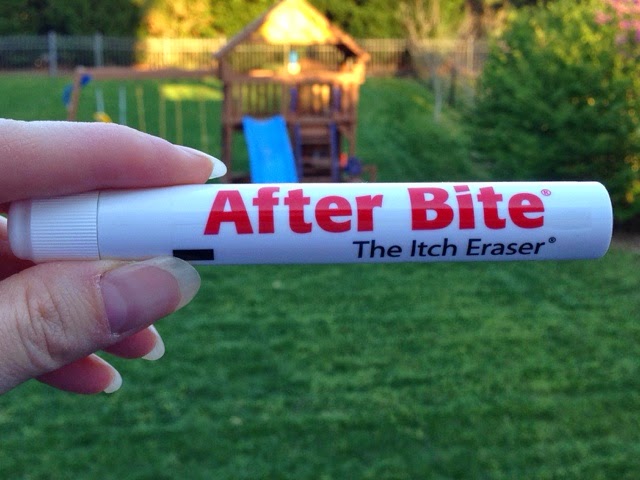 After Bite®
The Itch Eraser®